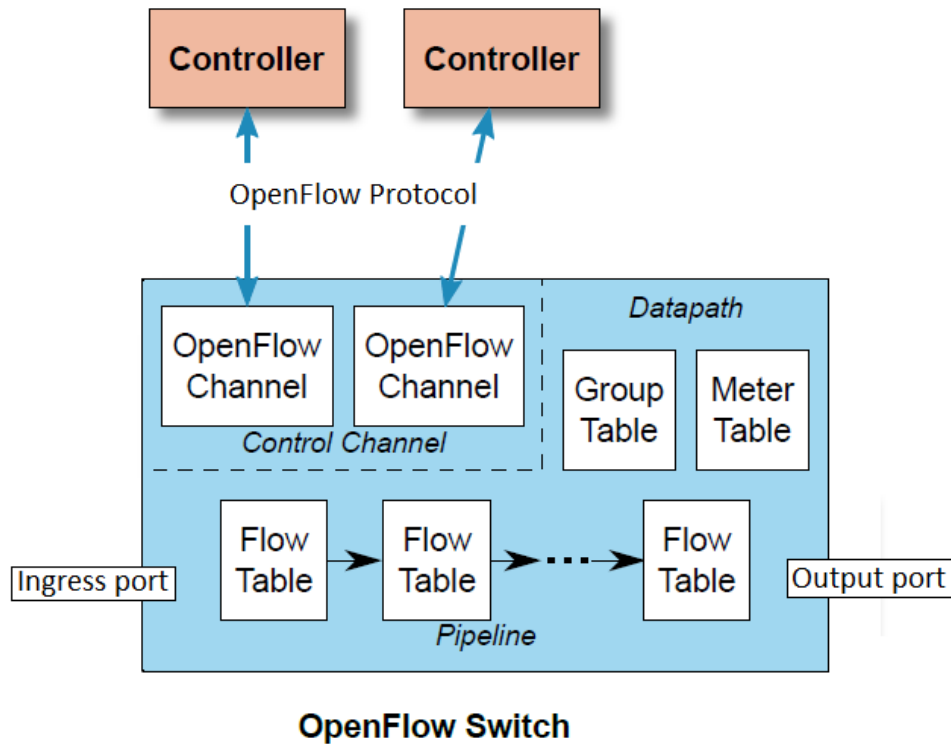 Controller
Controller
OpenFlow Protocol
OpenFlow
Channel
OpenFlow
Channel
Control Channel
Datapath
Group
Table
Meter
Table
Ingress port
Flow
Table
Flow
Table
Flow
Table
Output port
Pipeline
OpenFlow Switch